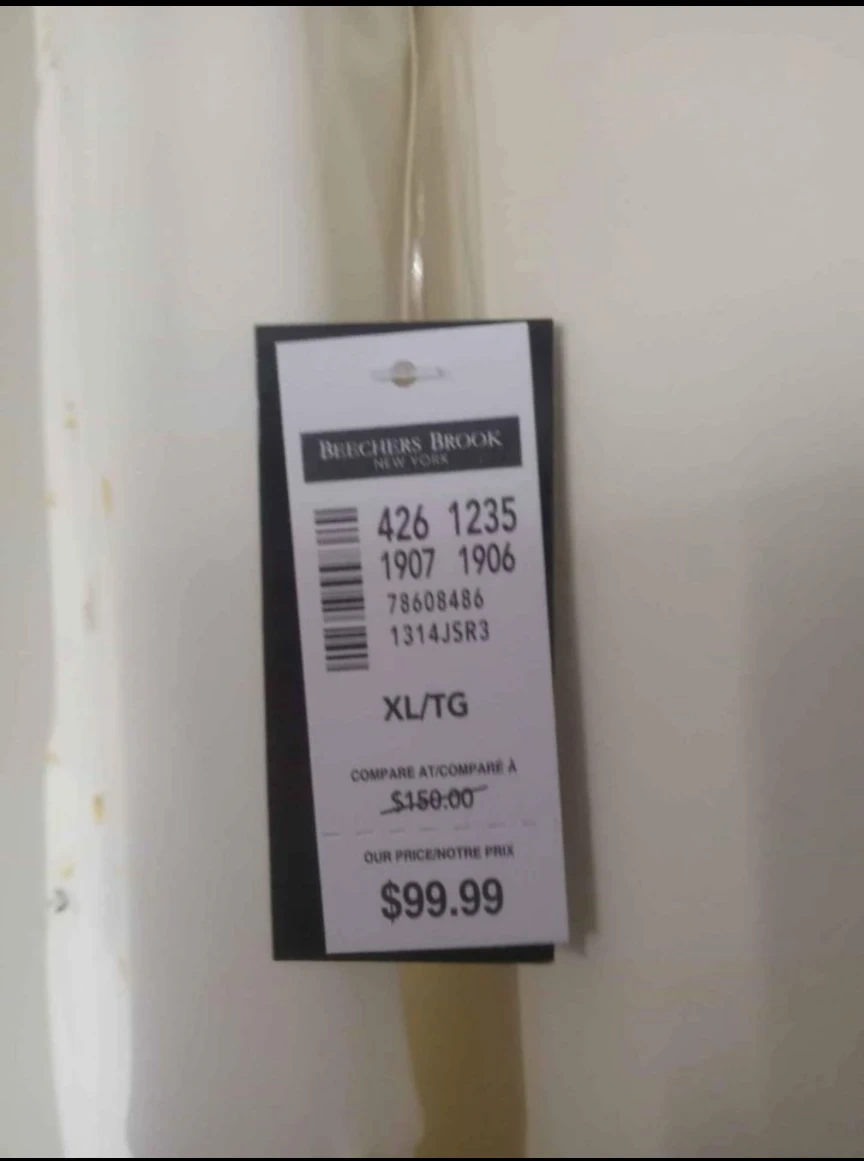 BEECHERS BROOK
NEW YORK
426 1235
1907 1906
78608486
1314JSR3
XL/TG
COMPARE AT/COMPARÉ À
$150.00
OUR PRICE/NOTRE PRIX
$99.99